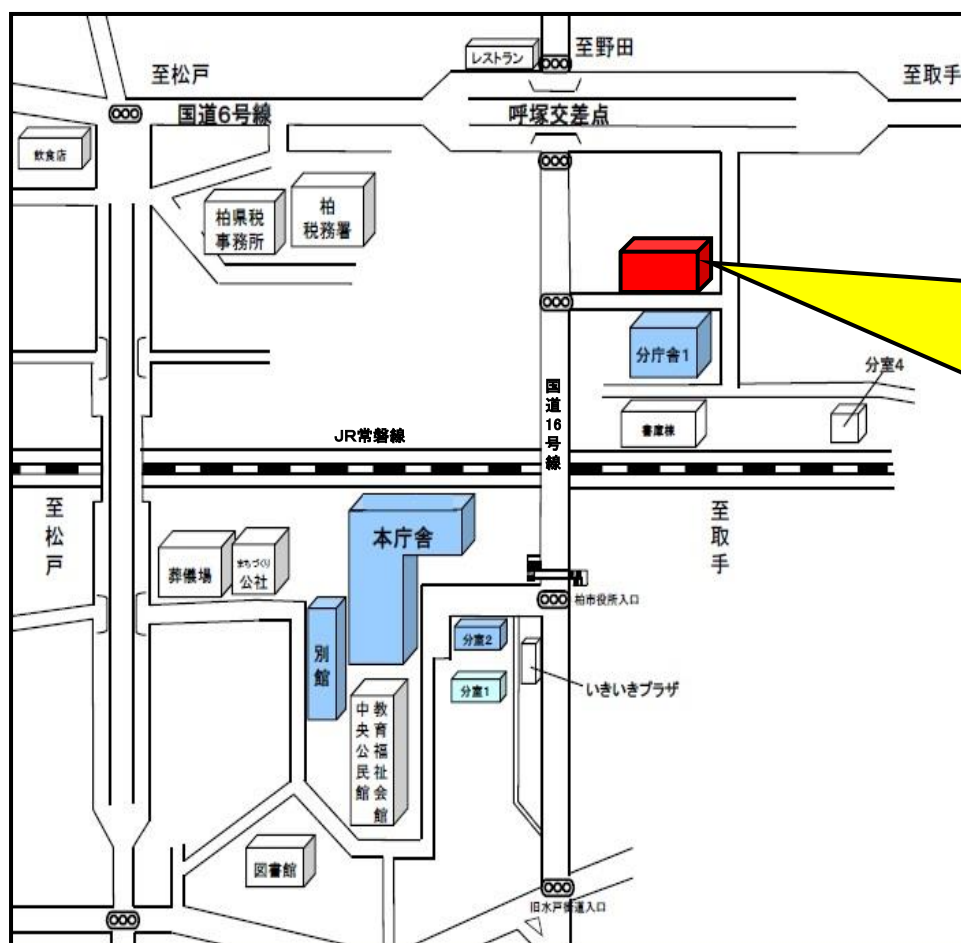 レストラン
至野田
至松戸
至取手
国道6号線
呼塚交差点
飲食店
柏県税
事務所
柏
税務署
分庁舎1
分室4
国道16号線
書庫棟
JR常磐線
至松戸
至取手
本庁舎
葬儀場
まちづくり
公社
柏市役所入口
別館
分室2
分室1
いきいきプラザ
教育福祉会館
中央公民館
図書館
旧水戸街道入口